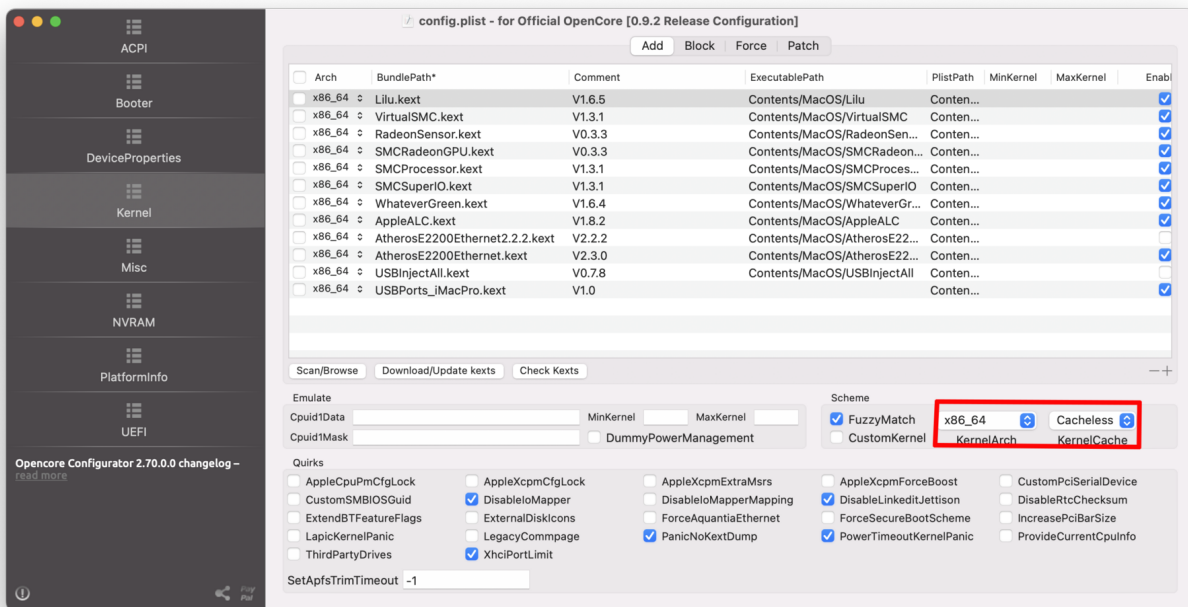 config.plist - for Official OpenCore [0.9.2 Release Configuration]
ACPI
Booter
DeviceProperties
Kernel
Misc
NVRAM
PlatformInfo
UEFI
Opencore Configurator 2.70.0.0 changelog –
read more
Pay
Pal
Add Block Force Patch
Arch BundlePath* Comment ExecutablePath PlistPath MinKernel MaxKernel Enabl
x86_64 Lilu.kext V1.6.5 Contents/MacOS/Lilu Conten...
x86_64 VirtualSMC.kext V1.3.1 Contents/MacOS/VirtualSMC Conten...
x86_64 RadeonSensor.kext V0.3.3 Contents/MacOS/RadeonSen... Conten...
x86_64 SMCRadeonGPU.kext V0.3.3 Contents/MacOS/SMCRadeon... Conten...
x86_64 SMCProcessor.kext V1.3.1 Contents/MacOS/SMCProces... Conten...
x86_64 SMCSuperIO.kext V1.3.1 Contents/MacOS/SMCSuperIO Conten...
x86_64 WhateverGreen.kext V1.6.4 Contents/MacOS/WhateverGr... Conten...
x86_64 AppleALC.kext V1.8.2 Contents/MacOS/AppleALC Conten...
x86_64 AtherosE2200Ethernet2.2.2.kext V2.2.2 Contents/MacOS/AtherosE22... Conten...
x86_64 AtherosE2200Ethernet.kext V2.3.0 Contents/MacOS/AtherosE22... Conten...
x86_64 USBInjectAll.kext V0.7.8 Contents/MacOS/USBInjectAll Conten...
x86_64 USBPorts_iMacPro.kext V1.0 Conten...
Scan/Browse Download/Update kexts Check Kexts
Emulate
Cpuid1Data MinKernel MaxKernel
Cpuid1Mask DummyPowerManagement
Scheme
FuzzyMatch x86_64 Cacheless
CustomKernel KernelArch KernelCache
Quirks
AppleCpuPmCfgLock AppleXcpmCfgLock AppleXcpmExtraMsrs AppleXcpmForceBoost CustomPciSerialDevice
CustomSMBIOSGuid DisableIoMapper DisableIoMapperMapping DisableLinkeditJettison DisableRtcChecksum
ExtendBTFeatureFlags ExternalDiskIcons ForceAquantiaEthernet ForceSecureBootScheme IncreasePciBarSize
LapicKernelPanic LegacyCommpage PanicNoKextDump PowerTimeoutKernelPanic ProvideCurrentCpuInfo
ThirdPartyDrives XhciPortLimit
SetApfsTrimTimeout -1